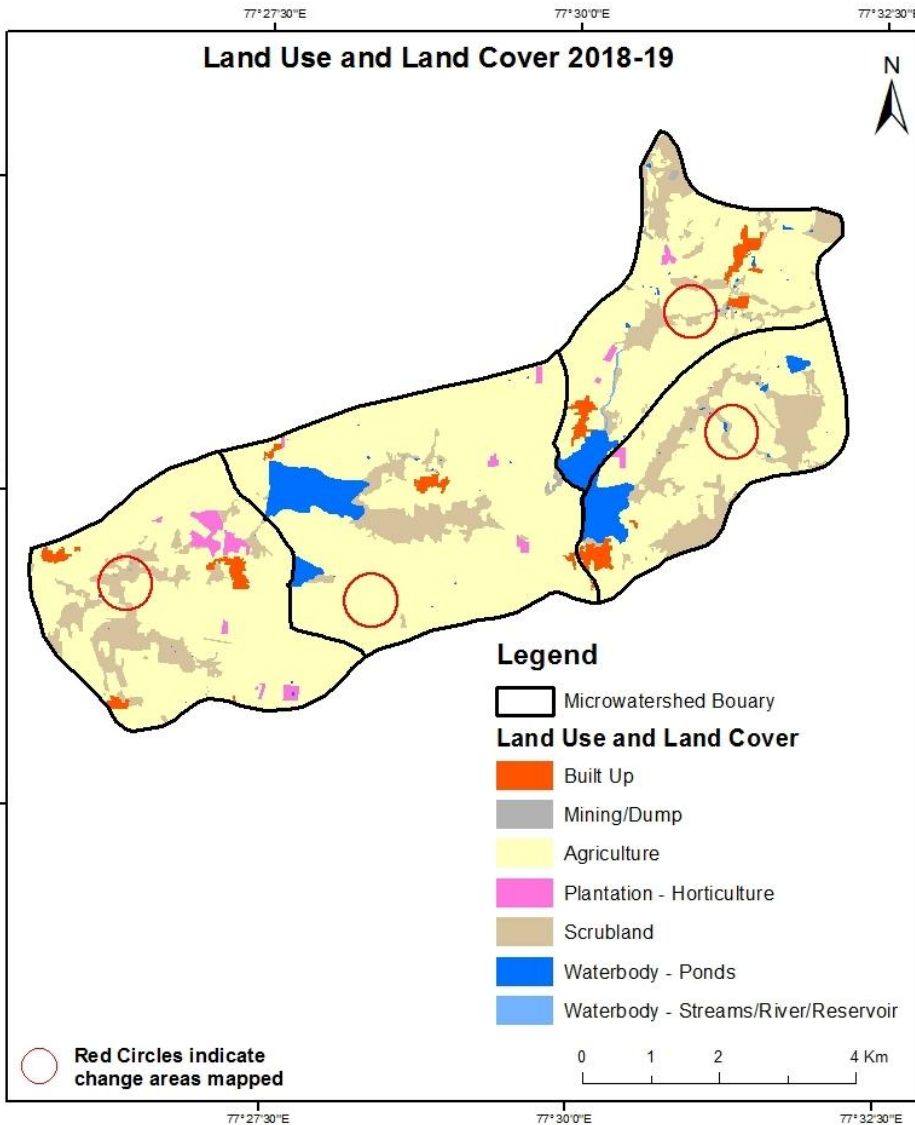 77°27'30"E
77°30'0"E
77°32'30"E
Land Use and Land Cover 2018-19
N
Legend
Microwatershed Bouary
Land Use and Land Cover
Built Up
Mining/Dump
Agriculture
Plantation - Horticulture
Scrubland
Waterbody - Ponds
Waterbody - Streams/River/Reservoir
Red Circles indicate
change areas mapped
0 1 2 4 Km
77°27'30"E
77°30'0"E
77°32'30"E